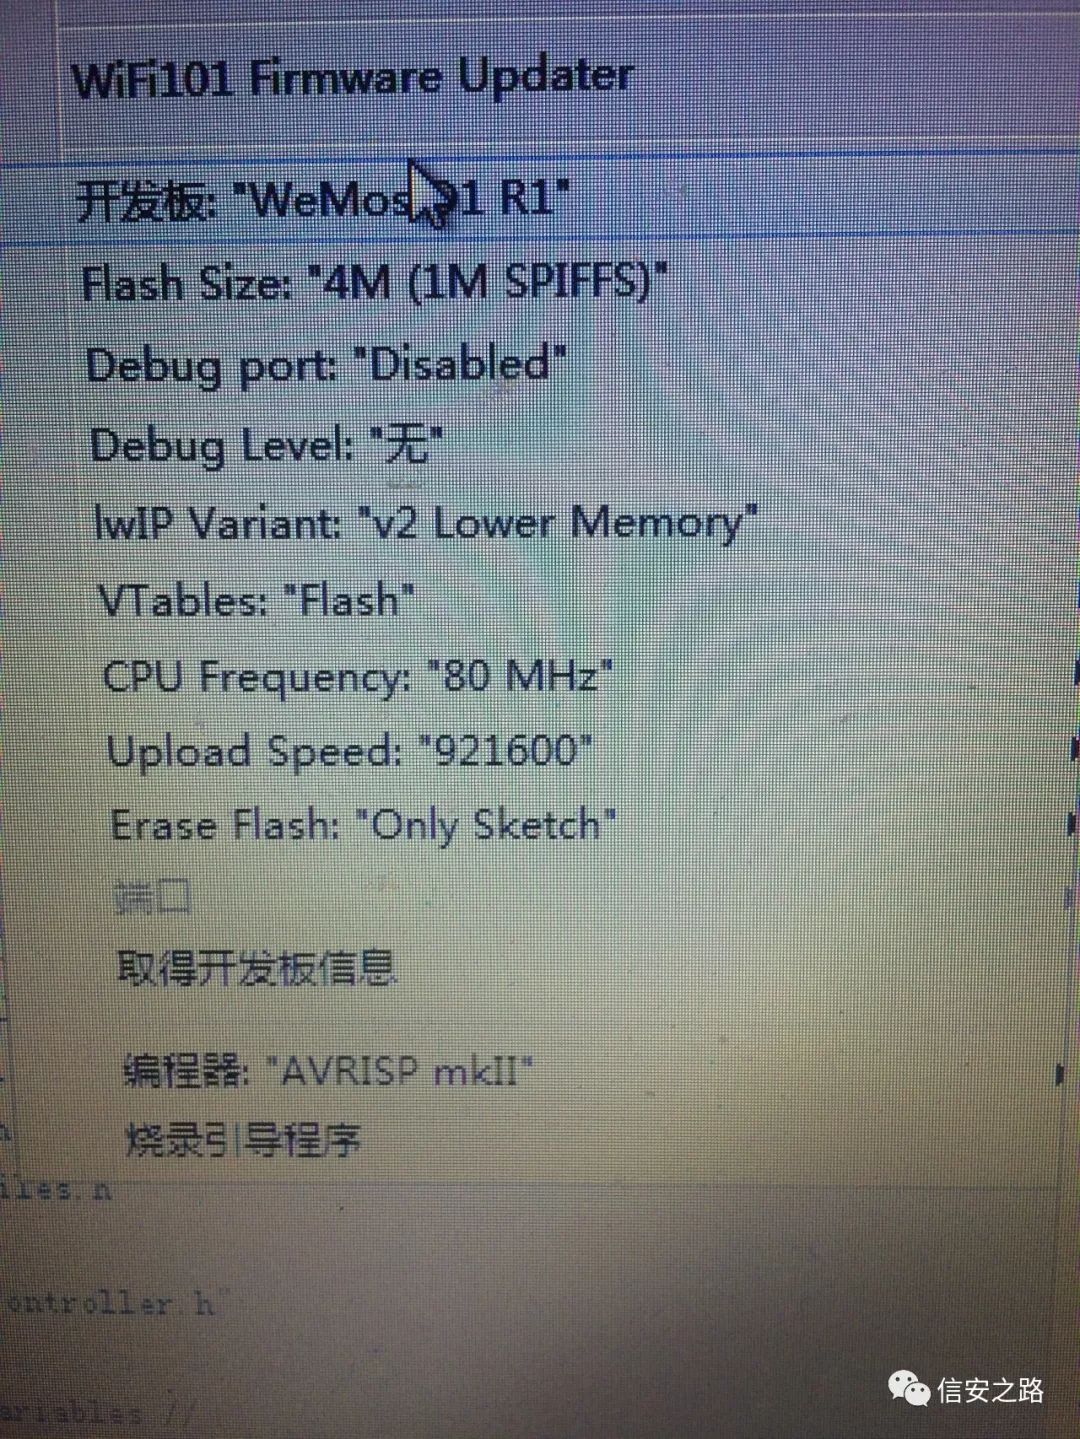 WiFi101 Firmware Updater
开发板: "WeMos D1 R1"
Flash Size: "4M (1M SPIFFS)"
Debug port: "Disabled"
Debug Level: "无"
lwIP Variant: "v2 Lower Memory"
VTables: "Flash"
CPU Frequency: "80 MHz"
Upload Speed: "921600"
Erase Flash: "Only Sketch"
端口
取得开发板信息
编程器: "AVRISP mkII"
烧录引导程序
ontroller.h"
ariables //
信安之路